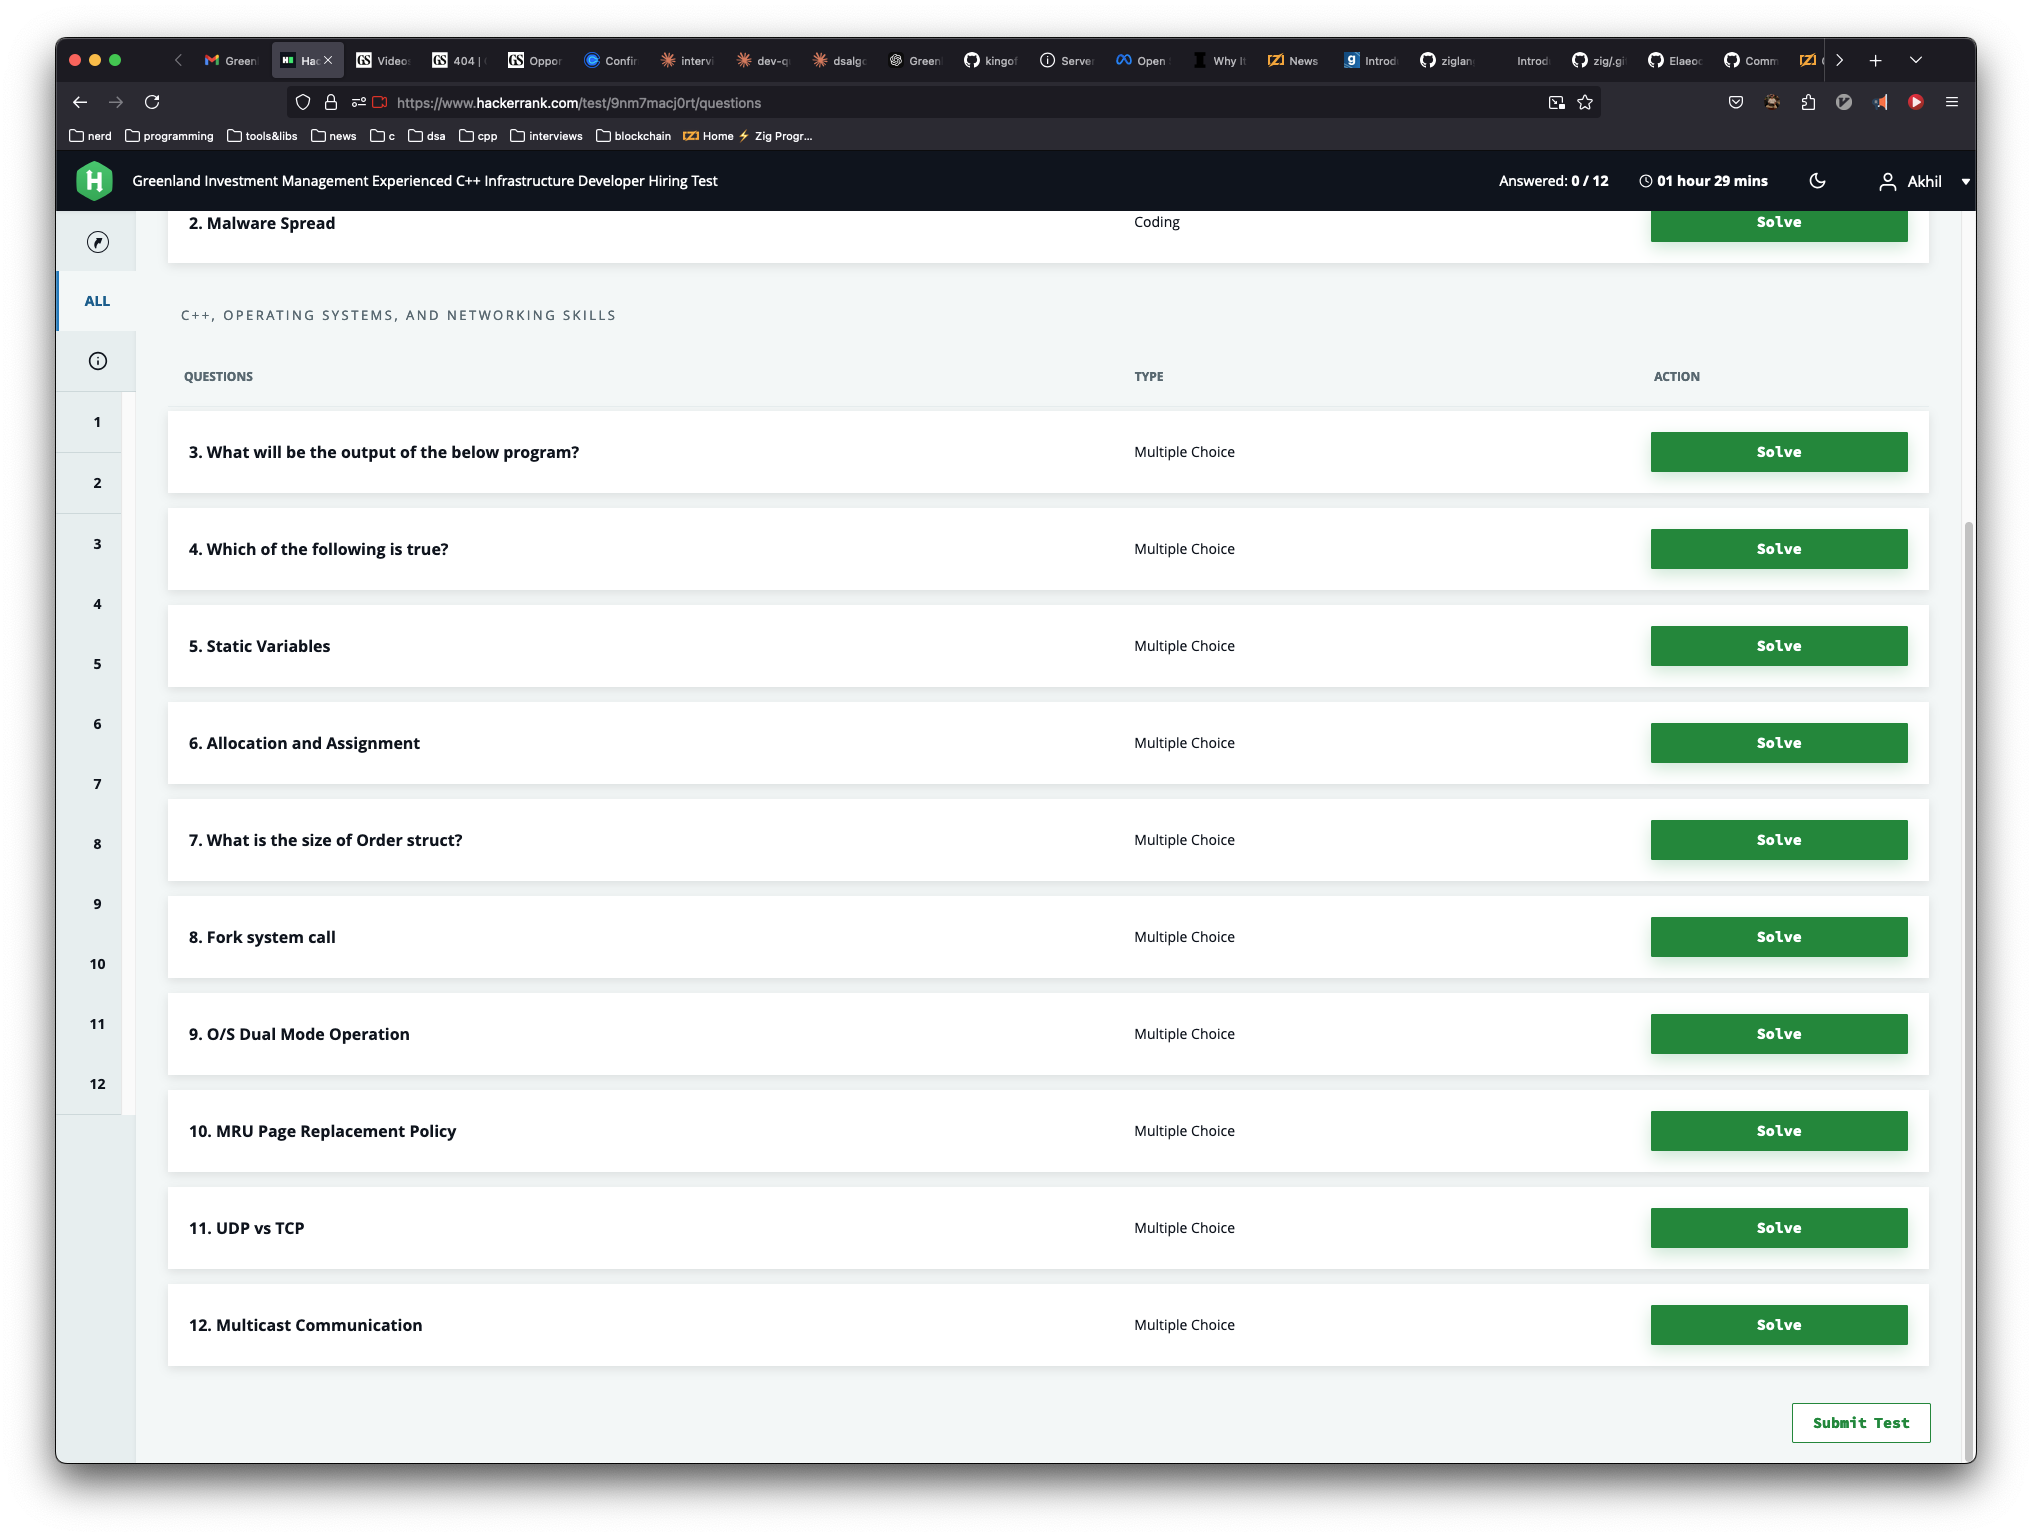 Green
Hac
GS Video
GS 404 |
GS Oppor
Confir
intervi
dev-q
dsalgo
Green
kingof
Server
Open
Why It
News
g Introd
ziglan
Introd
zig/.gi
Elaeoc
Comm
https://www.hackerrank.com/test/9nm7macj0rt/questions
nerd programming tools&libs news c dsa cpp interviews blockchain Home ⚡ Zig Progr...
H Greenland Investment Management Experienced C++ Infrastructure Developer Hiring Test Answered: 0 / 12 01 hour 29 mins Akhil
2. Malware Spread Coding Solve
ALL
C++, OPERATING SYSTEMS, AND NETWORKING SKILLS
QUESTIONS TYPE ACTION
1
2
3
4
5
6
7
8
9
10
11
12
3. What will be the output of the below program? Multiple Choice Solve
4. Which of the following is true? Multiple Choice Solve
5. Static Variables Multiple Choice Solve
6. Allocation and Assignment Multiple Choice Solve
7. What is the size of Order struct? Multiple Choice Solve
8. Fork system call Multiple Choice Solve
9. O/S Dual Mode Operation Multiple Choice Solve
10. MRU Page Replacement Policy Multiple Choice Solve
11. UDP vs TCP Multiple Choice Solve
12. Multicast Communication Multiple Choice Solve
Submit Test